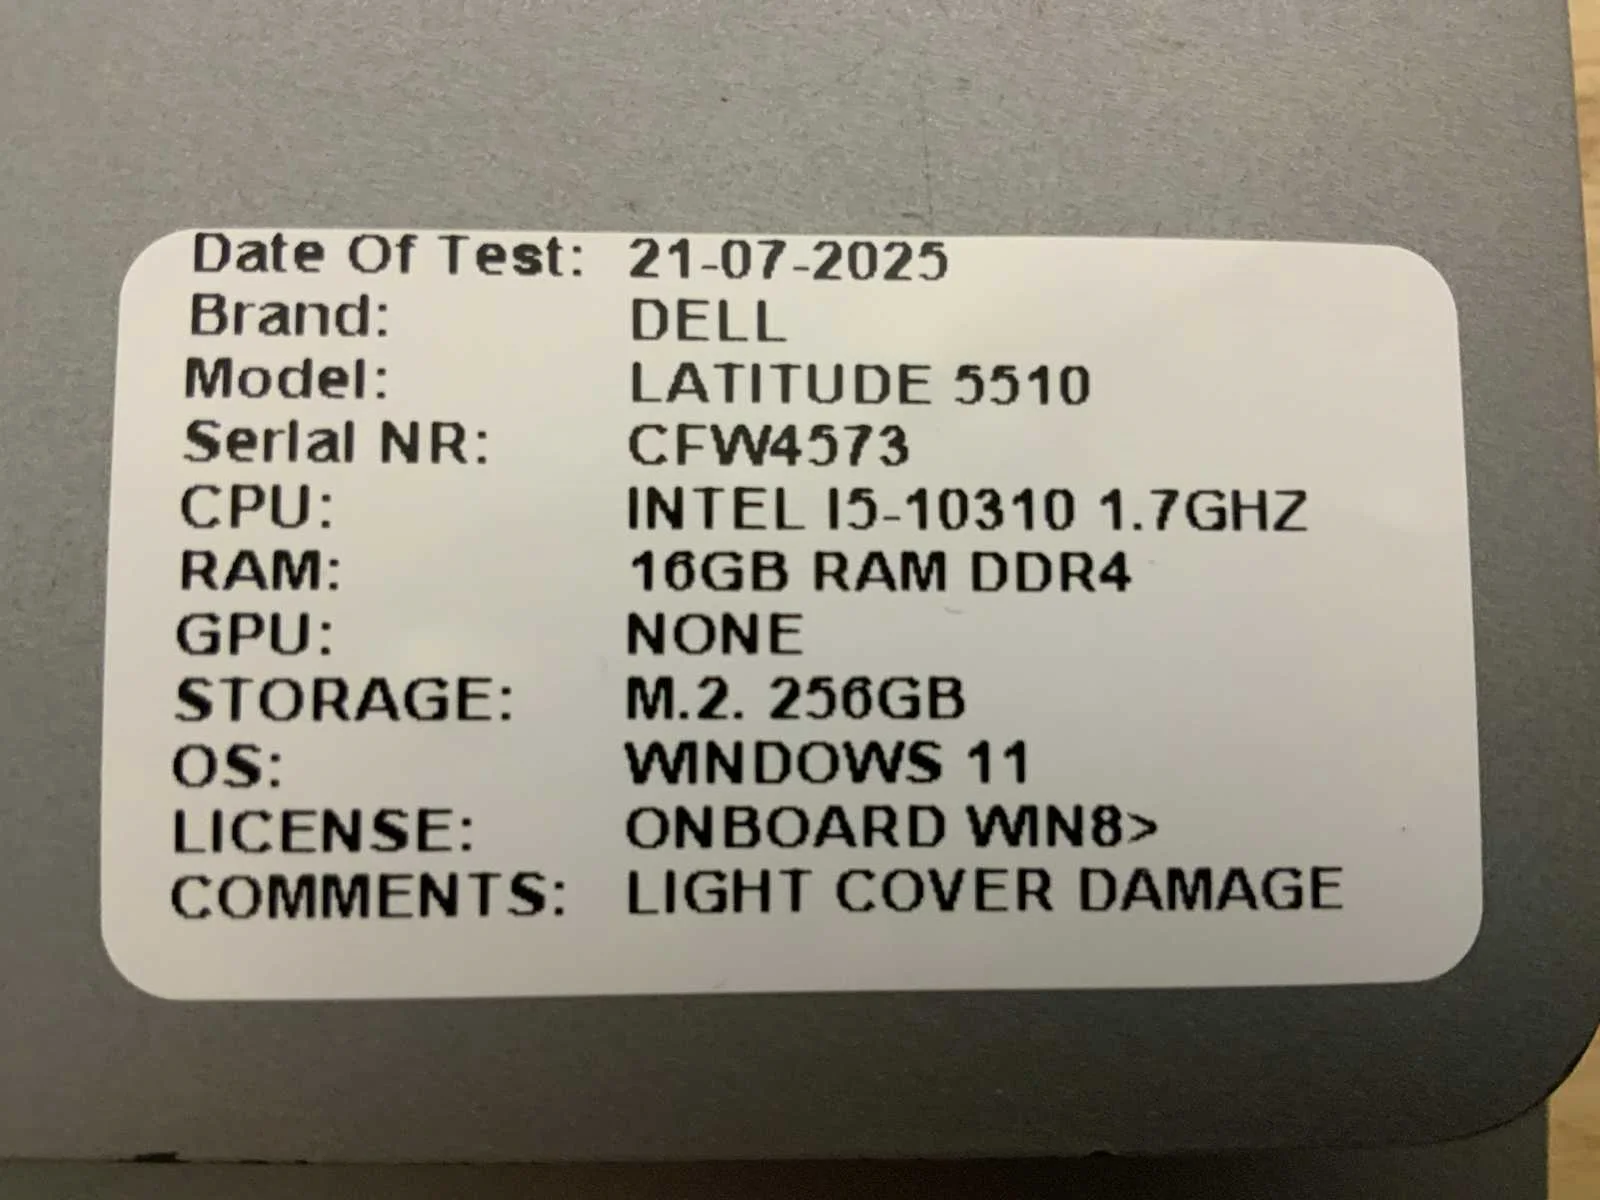 Date Of Test: 21-07-2025
Brand: DELL
Model: LATITUDE 5510
Serial NR: CFW4573
CPU: INTEL I5-10310 1.7GHZ
RAM: 16GB RAM DDR4
GPU: NONE
STORAGE: M.2. 256GB
OS: WINDOWS 11
LICENSE: ONBOARD WIN8>
COMMENTS: LIGHT COVER DAMAGE